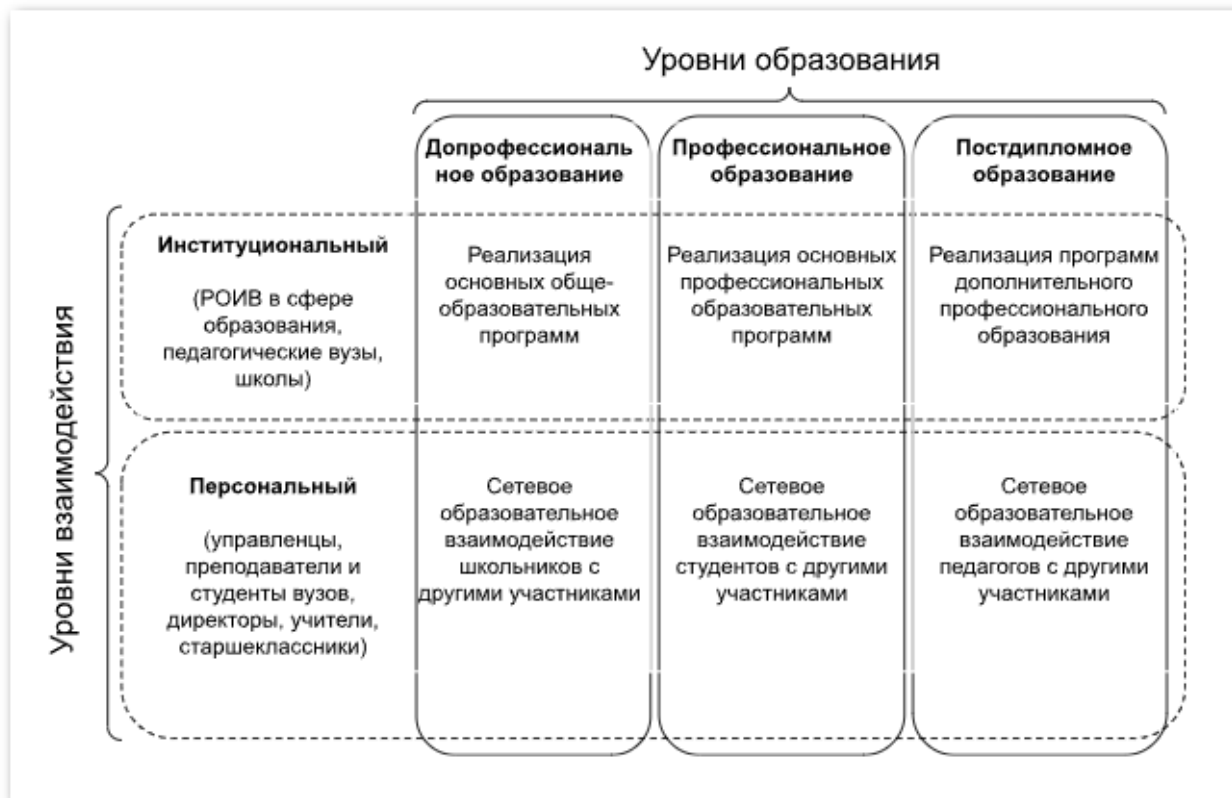 Уровни образования
Допрофессиональ
ное образование
Профессиональное
образование
Постдипломное
образование
Уровни взаимодействия
Институциональный
(РОИВ в сфере
образования,
педагогические вузы,
школы)
Реализация
основных обще-
образовательных
программ
Реализация основных
профессиональных
образовательных
программ
Реализация программ
дополнительного
профессионального
образования
Персональный
(управленцы,
преподаватели и
студенты вузов,
директоры, учители,
старшеклассники)
Сетевое
образовательное
взаимодействие
школьников с
другими участниками
Сетевое
образовательное
взаимодействие
студентов с другими
участниками
Сетевое
образовательное
взаимодействие
педагогов с другими
участниками